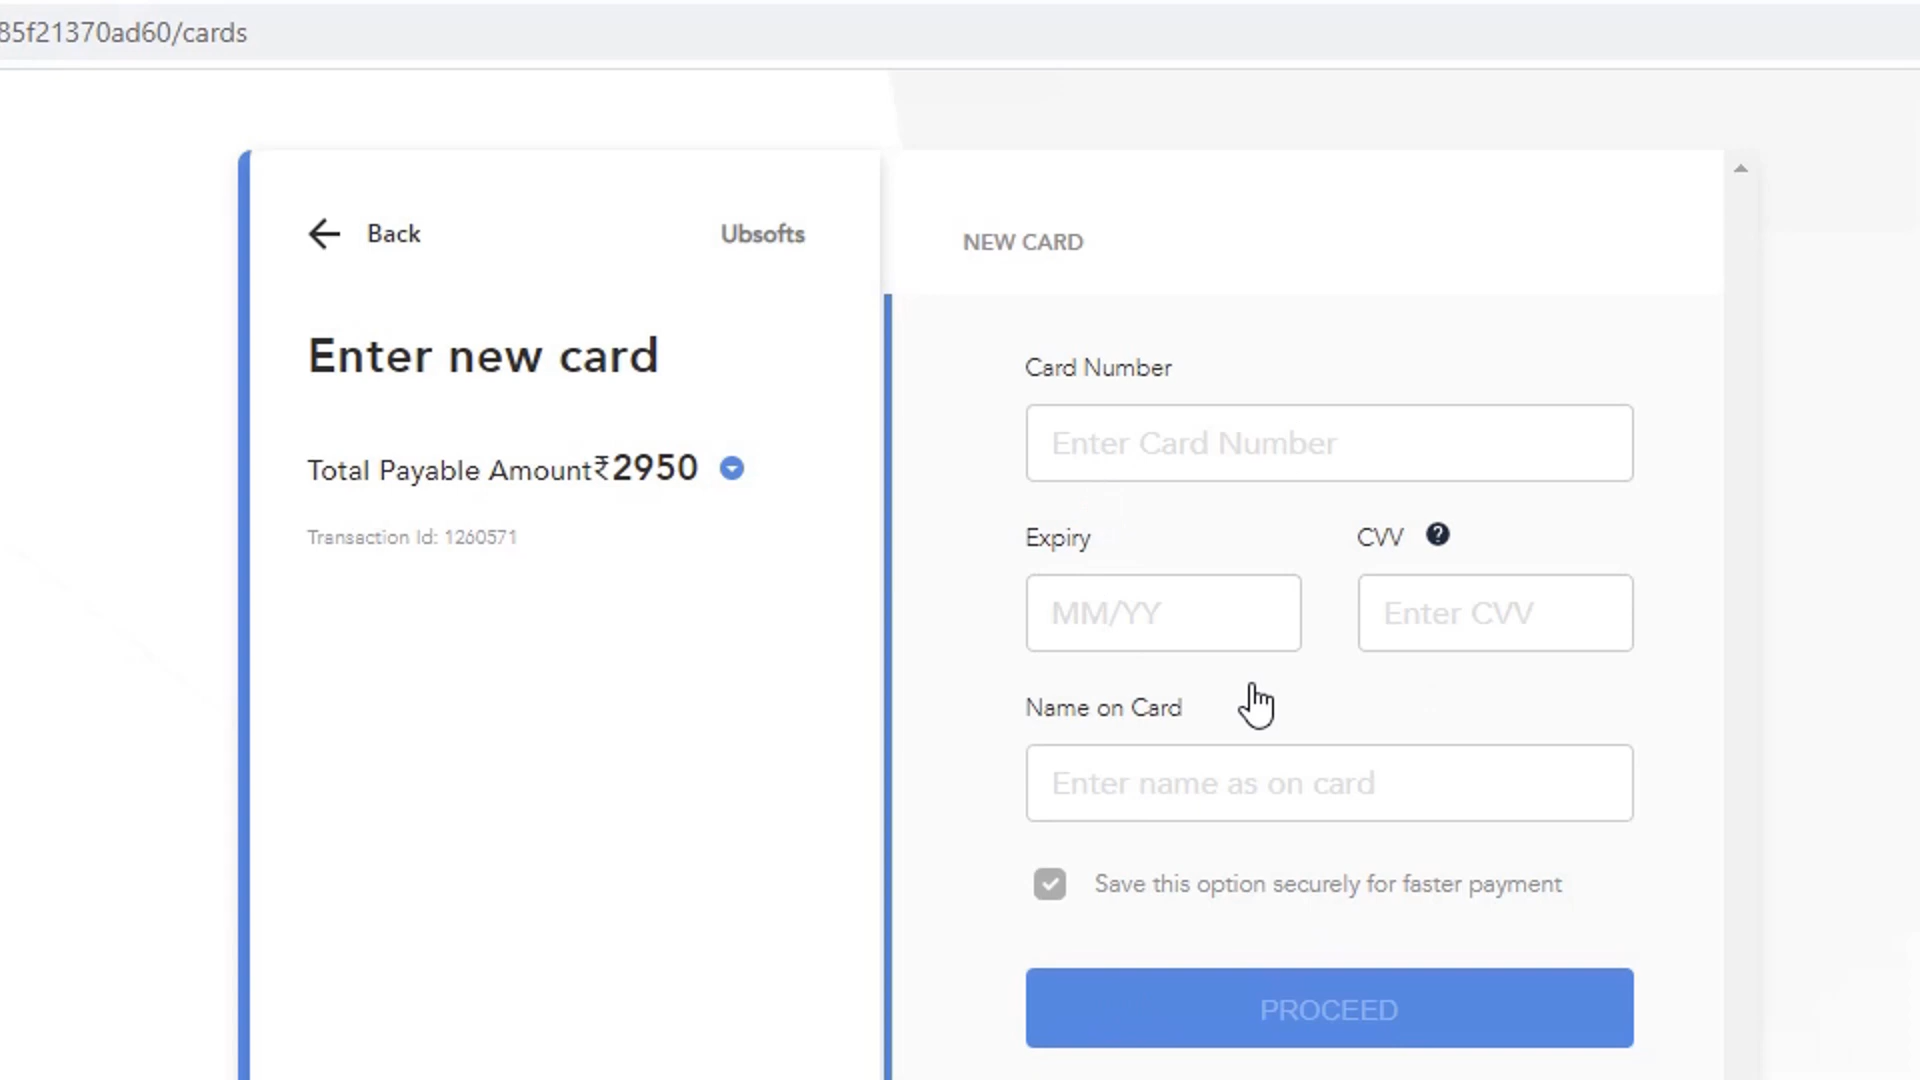 85f21370ad60/cards
Back
Ubsofts
Enter new card
Total Payable Amount₹2950
Transaction Id: 1260571
NEW CARD
Card Number
Enter Card Number
Expiry
CVV ?
MM/YY
Enter CVV
Name on Card
Enter name as on card
Save this option securely for faster payment
PROCEED